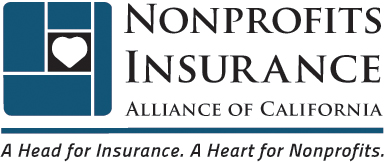 Nonprofits
Insurance
Alliance of California
A Head for Insurance. A Heart for Nonprofits.